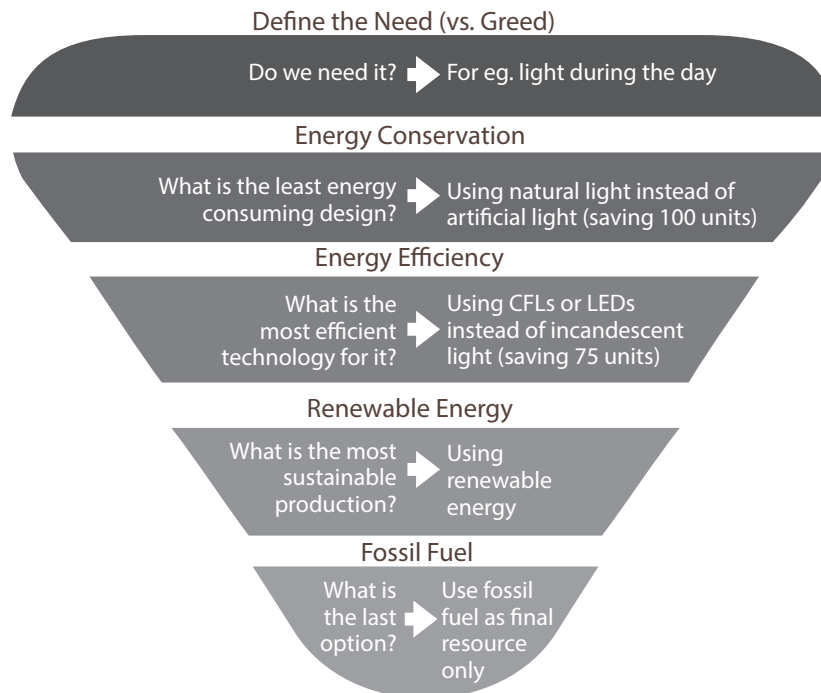 Define the Need (vs. Greed)
Do we need it?
For eg. light during the day
Energy Conservation
What is the least energy
consuming design?
Using natural light instead of
artificial light (saving 100 units)
Energy Efficiency
What is the
most efficient
technology for it?
Using CFLs or LEDs
instead of incandescent
light (saving 75 units)
Renewable Energy
What is the most
sustainable
production?
Using
renewable
energy
Fossil Fuel
What is
the last
option?
Use fossil
fuel as final
resource
only